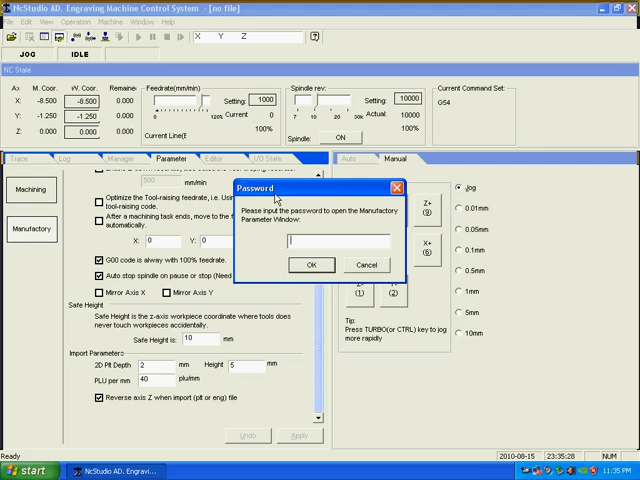 NcStudio AD. Engraving Machine Control System - [no file]
File Edit View Operation Machine Window Help
X Y Z
JOG IDLE
NC State
Ax M. Coor. W. Coor. Remaine
X: -8.500 -8.500 0.000
Y: -1.250 -1.250 0.000
Z: 0.000 0.000 0.000
Feedrate(mm/min)
Setting: 1000
0 120% Current 0
100%
Current Line(E
Spindle rev:
Setting: 10000
7 10 20 30k Actual: 10000
100%
Spindle: ON
Current Command Set:
G54
Trace Log Manager Parameter Editor I/O State
Auto Manual
Machining
Manufactory
500 mm/min
Optimize the Tool-raising feedrate, i.e. Using
tool-raising code.
After a machining task ends, move to the f
automatically.
X: 0 Y: 0
G00 code is alway with 100% feedrate.
Auto stop spindle on pause or stop (Need
Mirror Axis X Mirror Axis Y
Safe Height
Safe Height is the z-axis workpiece coordinate where tools does
never touch workpieces accidentally.
Safe Height is: 10 mm
Import Parameters
2D Plt Depth 2 mm Height 5 mm
PLU per mm 40 plu/mm
Reverse axis Z when import (plt or eng) file
Undo Apply
Password
Please input the password to open the Manufactory
Parameter Window:
OK Cancel
Z+
(9)
X+
(6)
(1) (2)
Tip:
Press TURBO(or CTRL) key to jog
more rapidly
Jog
0.01mm
0.05mm
0.1mm
0.5mm
1mm
5mm
10mm
Ready 2010-08-15 23:35:28 NUM
start NcStudio AD. Engravi... 11:35 PM